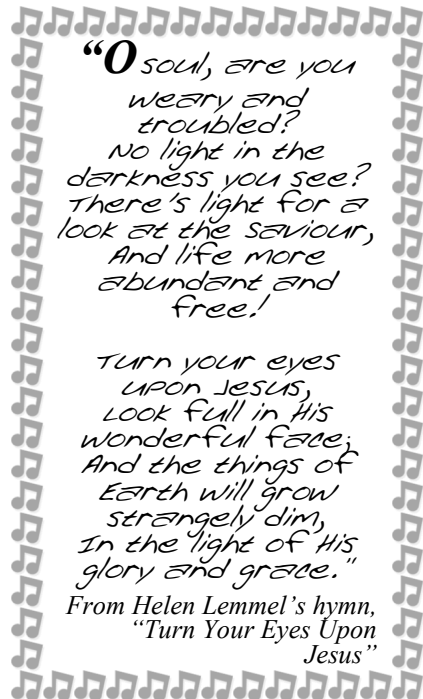 “O soul, are you
weary and
troubled?
No light in the
darkness you see?
There's light for a
look at the Saviour,
And life more
abundant and
free!
Turn your eyes
upon Jesus,
Look full in His
wonderful face;
And the things of
Earth will grow
strangely dim,
In the light of His
glory and grace."
From Helen Lemmel’s hymn,
“Turn Your Eyes Upon
Jesus”